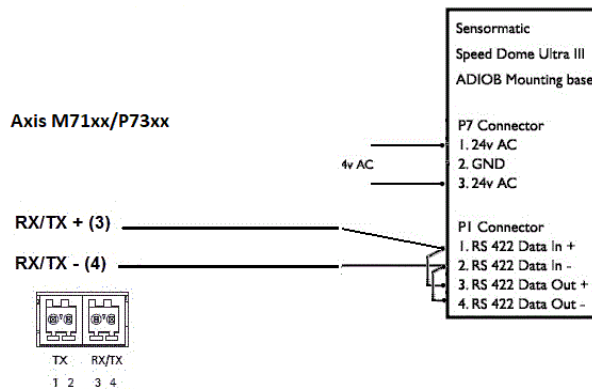 Sensormatic
Speed Dome Ultra III
ADIOB Mounting base
Axis M71xx/P73xx
P7 Connector
1. 24v AC
4v AC
2. GND
3. 24v AC
RX/TX + (3)
P1 Connector
1. RS 422 Data In +
RX/TX - (4)
2. RS 422 Data In -
3. RS 422 Data Out +
4. RS 422 Data Out -
TX RX/TX
1 2 3 4